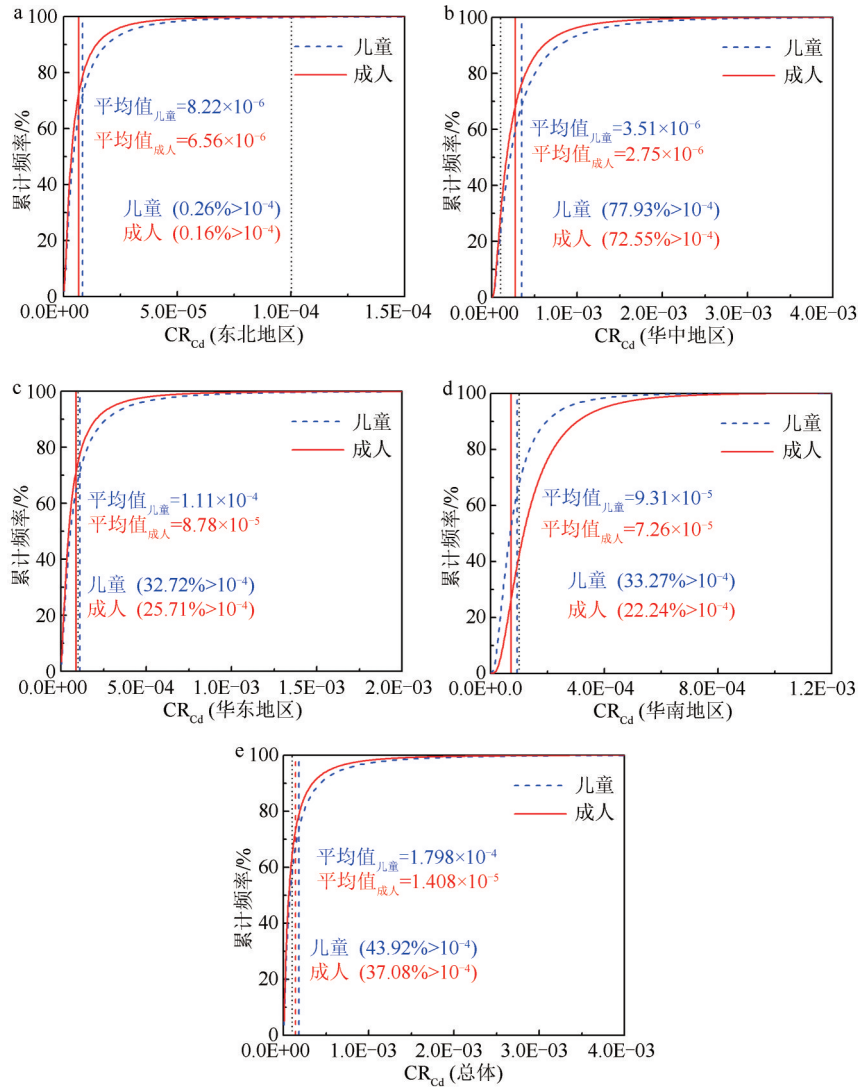 a
100
80
60
40
20
0
累计频率/%
儿童
成人
平均值儿童=8.22×10⁻⁶
平均值成人=6.56×10⁻⁶
儿童 (0.26%>10⁻⁴)
成人 (0.16%>10⁻⁴)
0.0E+00 5.0E-05 1.0E-04 1.5E-04
CR_Cd (东北地区)
b
100
80
60
40
20
0
累计频率/%
儿童
成人
平均值儿童=3.51×10⁻⁶
平均值成人=2.75×10⁻⁶
儿童 (77.93%>10⁻⁴)
成人 (72.55%>10⁻⁴)
0.0E+00 1.0E-03 2.0E-03 3.0E-03 4.0E-03
CR_Cd (华中地区)
c
100
80
60
40
20
0
累计频率/%
儿童
成人
平均值儿童=1.11×10⁻⁴
平均值成人=8.78×10⁻⁵
儿童 (32.72%>10⁻⁴)
成人 (25.71%>10⁻⁴)
0.0E+00 5.0E-04 1.0E-03 1.5E-03 2.0E-03
CR_Cd (华东地区)
d
100
80
60
40
20
0
累计频率/%
儿童
成人
平均值儿童=9.31×10⁻⁵
平均值成人=7.26×10⁻⁵
儿童 (33.27%>10⁻⁴)
成人 (22.24%>10⁻⁴)
0.0E+00 4.0E-04 8.0E-04 1.2E-03
CR_Cd (华南地区)
e
100
80
60
40
20
0
累计频率/%
儿童
成人
平均值儿童=1.798×10⁻⁴
平均值成人=1.408×10⁻⁵
儿童 (43.92%>10⁻⁴)
成人 (37.08%>10⁻⁴)
0.0E+00 1.0E-03 2.0E-03 3.0E-03 4.0E-03
CR_Cd (总体)